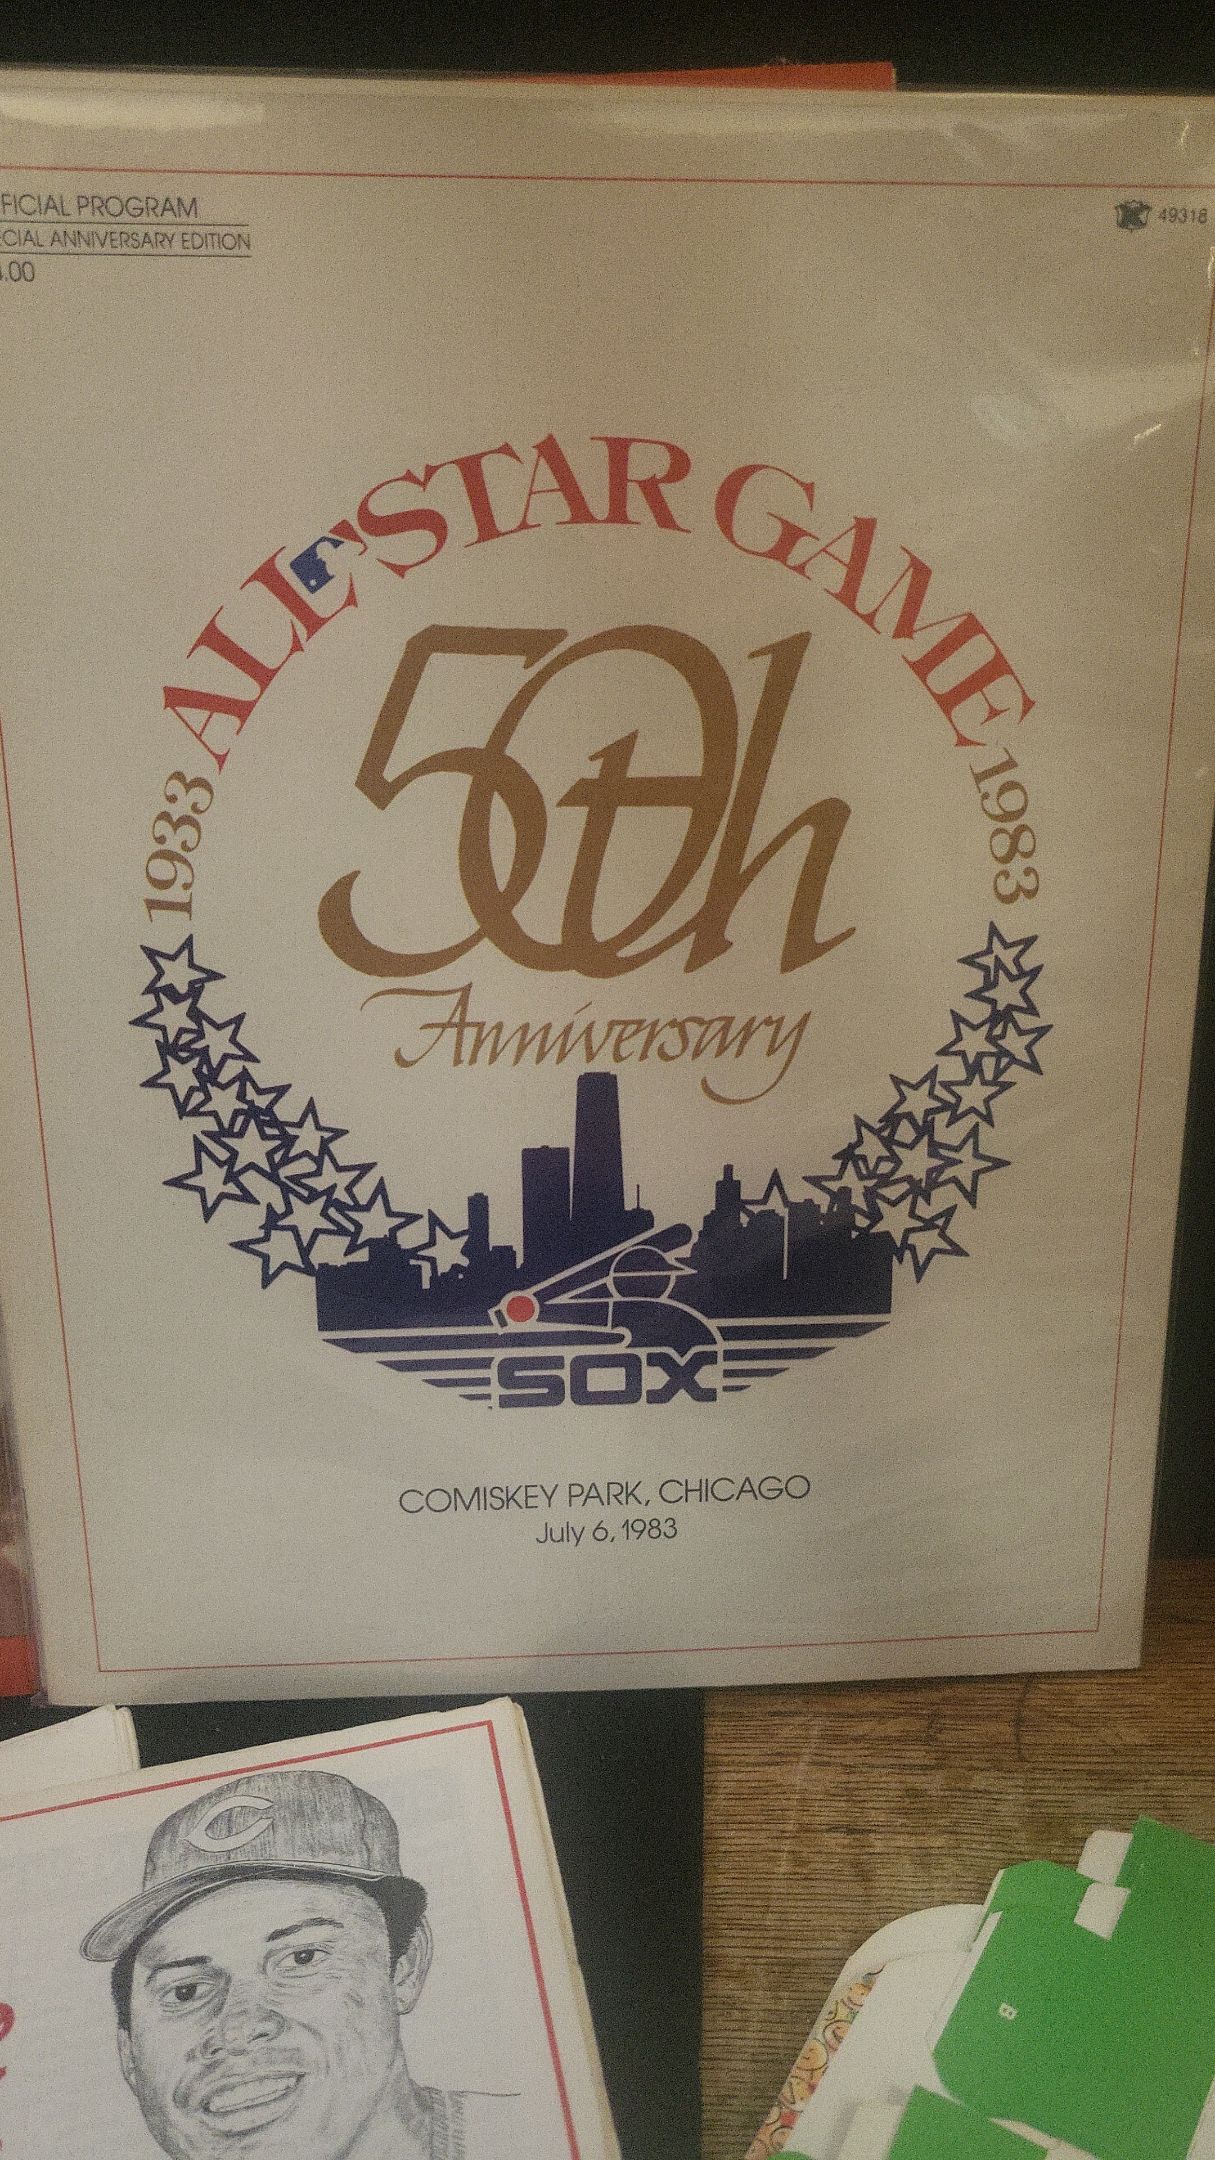 FICIAL PROGRAM
CIAL ANNIVERSARY EDITION
.00
49318
ALL STAR GAME
1933
1983
50th
Anniversary
SOX
COMISKEY PARK, CHICAGO
July 6, 1983
C
B